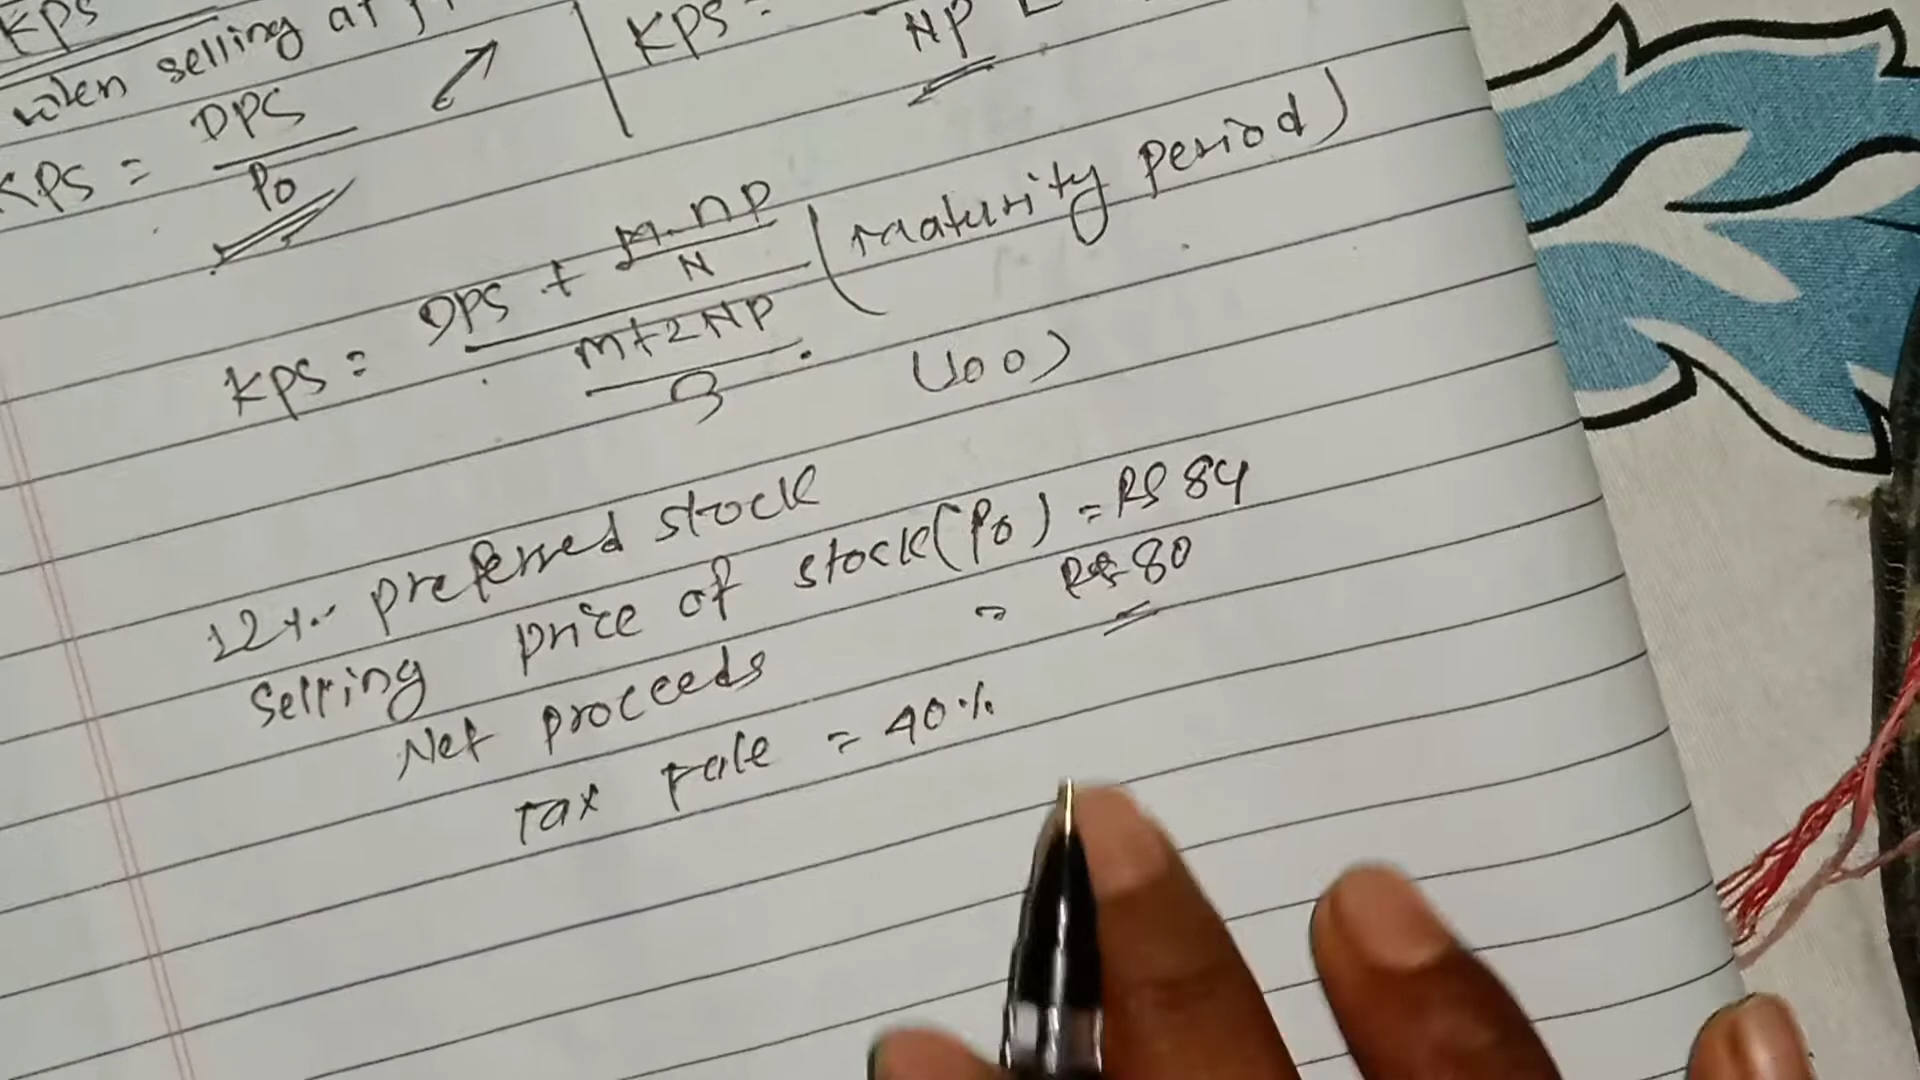 KPS
when selling at
KPS = DPS / P0
KPS = NP
KPS = DPS + M-NP / N / M+2NP / 3 (maturity period)
(100)
12%. preferred stock
Selling price of stock (P0) = RS 84
Net proceeds = RS 80
Tax rate = 40%